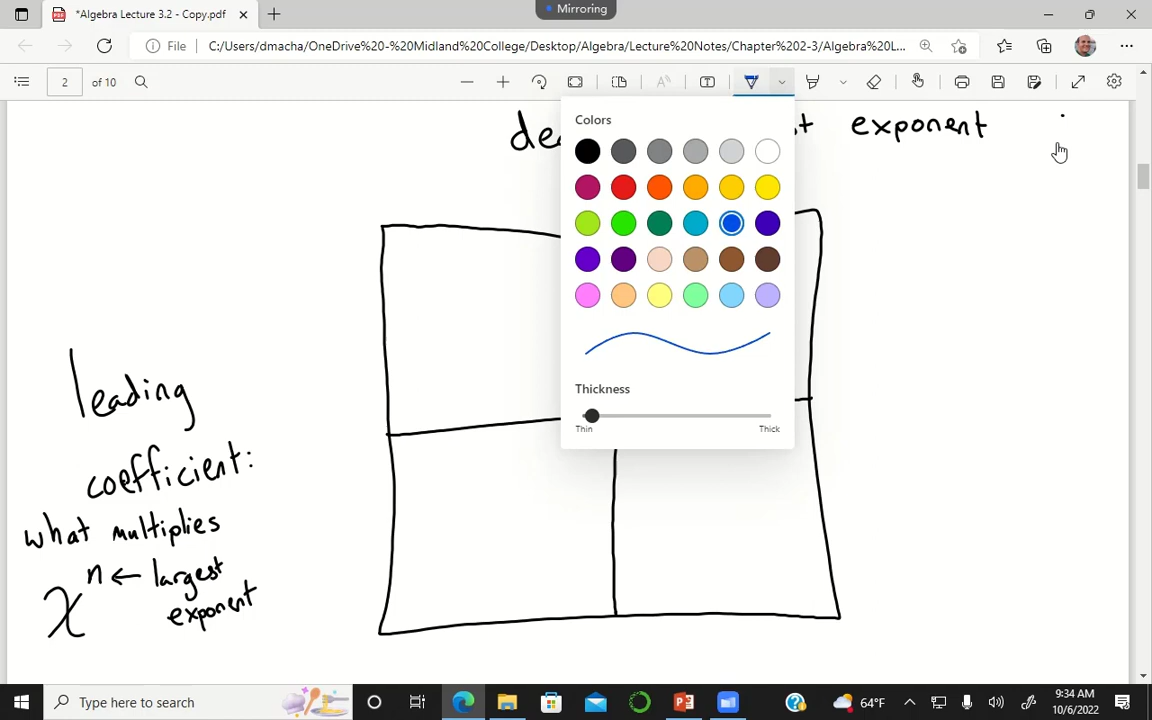 Mirroring
*Algebra Lecture 3.2 - Copy.pdf
File
C:/Users/dmacha/OneDrive%20-%20Midland%20College/Desktop/Algebra/Lecture%20Notes/Chapter%202-3/Algebra%20L...
2 of 10
Colors
exponent
Thickness
Thin
Thick
leading
coefficient:
what multiplies
x^n ← largest
exponent
Type here to search
64°F
9:34 AM
10/6/2022